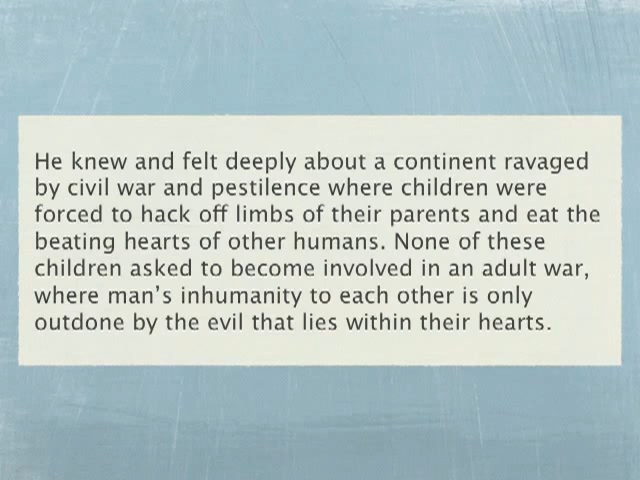 He knew and felt deeply about a continent ravaged
by civil war and pestilence where children were
forced to hack off limbs of their parents and eat the
beating hearts of other humans. None of these
children asked to become involved in an adult war,
where man’s inhumanity to each other is only
outdone by the evil that lies within their hearts.